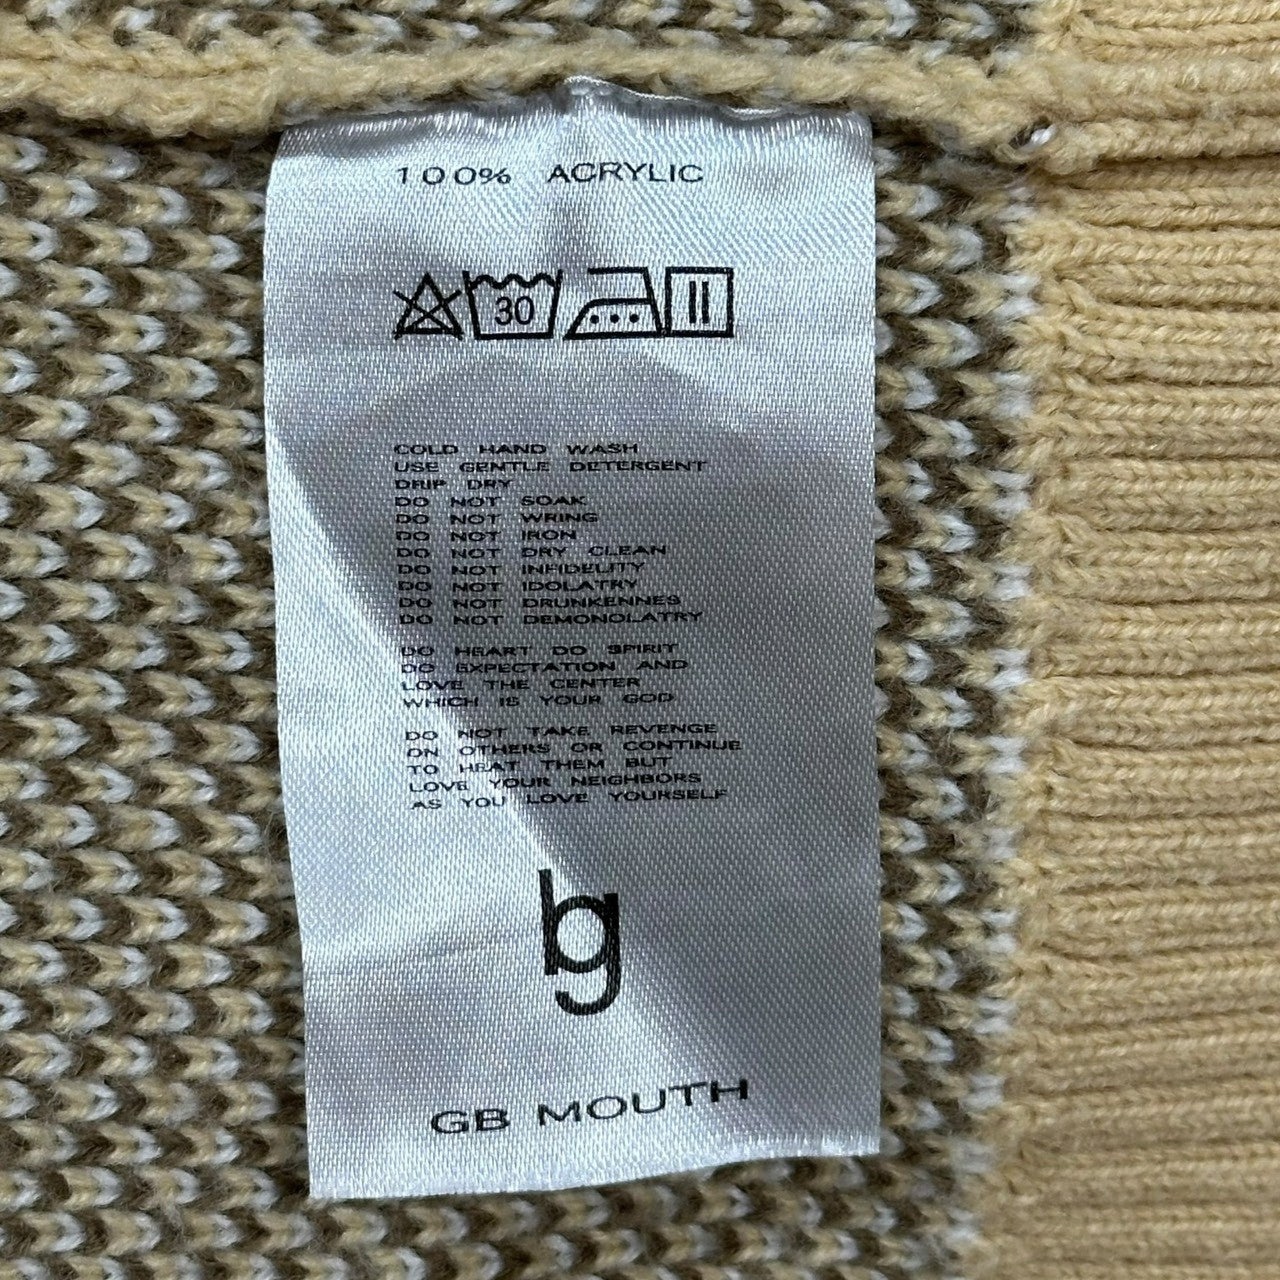 100% ACRYLIC
30
COLD HAND WASH
USE GENTLE DETERGENT
DRIP DRY
DO NOT SOAK
DO NOT WRING
DO NOT IRON
DO NOT DRY CLEAN
DO NOT INFIDELITY
DO NOT IDOLATRY
DO NOT DRUNKENNES
DO NOT DEMONOLATRY
DO HEART DO SPIRIT
DO EXPECTATION AND
LOVE THE CENTER
WHICH IS YOUR GOD
DO NOT TAKE REVENGE
ON OTHERS OR CONTINUE
TO HEAT THEM BUT
LOVE YOUR NEIGHBORS
AS YOU LOVE YOURSELF
bg
GB MOUTH